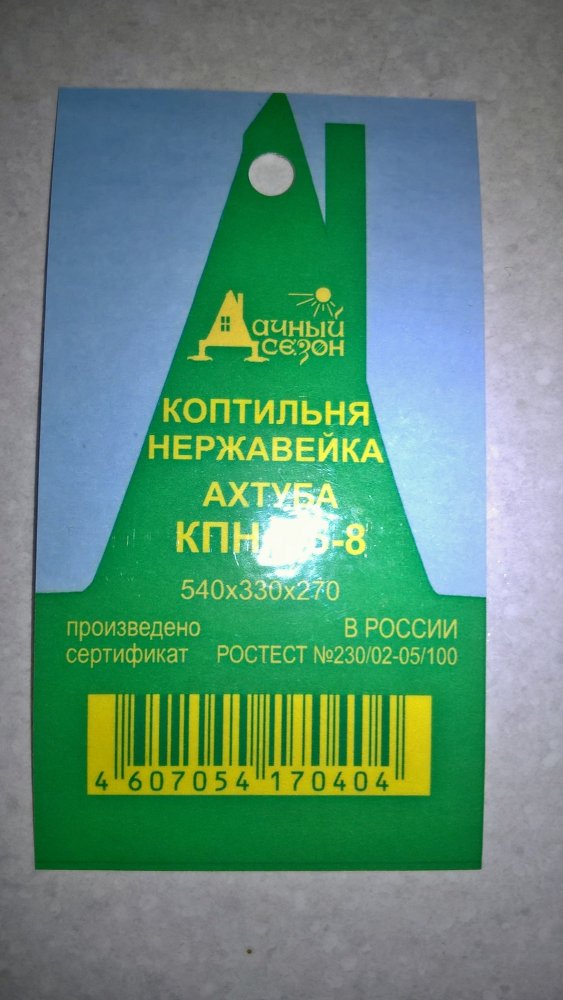 Дачный
сезон
КОПТИЛЬНЯ
НЕРЖАВЕЙКА
АХТУБА
540х330х270
произведено В РОССИИ
сертификат РОСТЕСТ №230/02-05/100
4 607054 170404